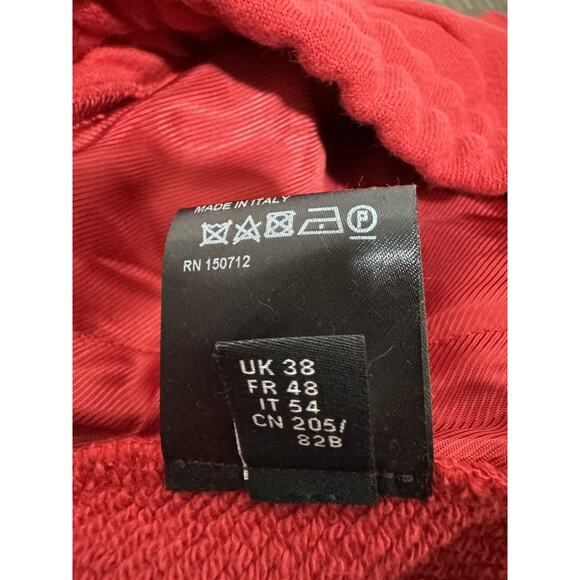 MADE IN ITALY
P
RN 150712
UK 38
FR 48
IT 54
CN 205/
82B